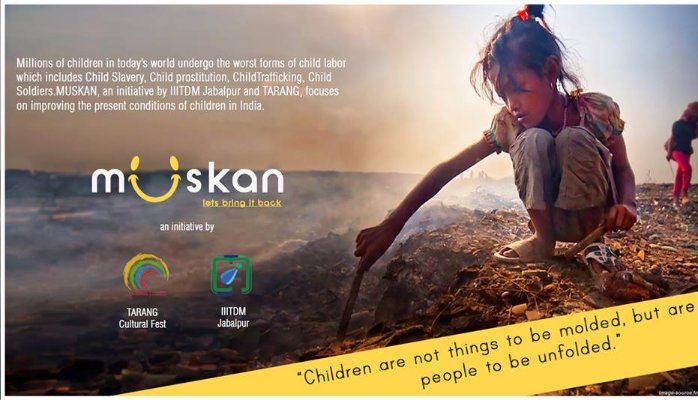 Millions of children in today's world undergo the worst forms of child labor
which includes Child Slavery, Child prostitution, ChildTrafficking, Child
Soldiers.MUSKAN, an initiative by IIITDM Jabalpur and TARANG, focuses
on improving the present conditions of children in India.
muskan
lets bring it back
an initiative by
TARANG
Cultural Fest
IIITDM
Jabalpur
"Children are not things to be molded, but are
people to be unfolded."